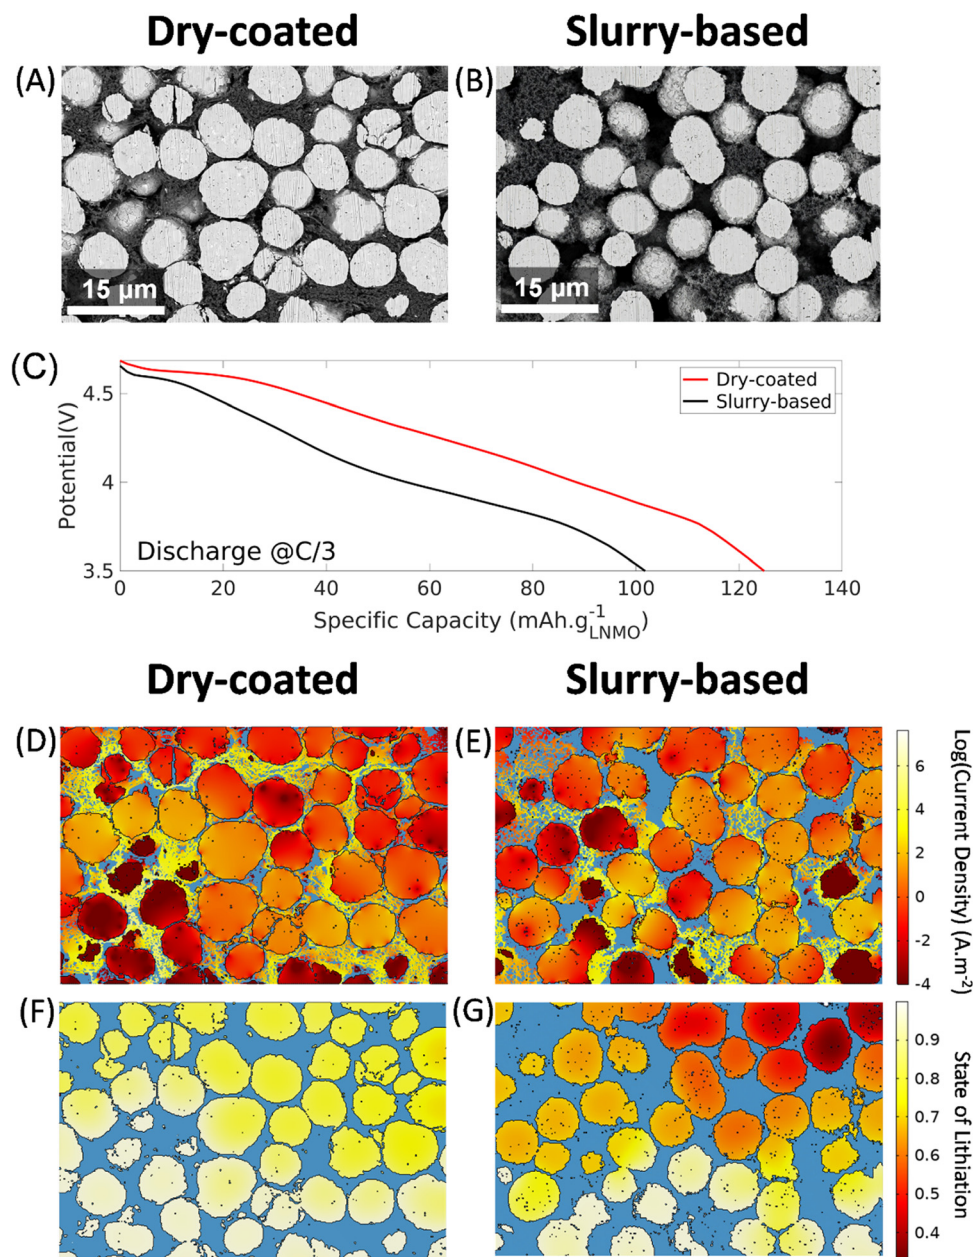 Dry-coated Slurry-based
(A) (B)
15 µm 15 µm
(C)
Potential(V)
4.5
4
3.5
Dry-coated
Slurry-based
Discharge @C/3
0 20 40 60 80 100 120 140
Specific Capacity (mAh.g⁻¹LNMO)
Dry-coated Slurry-based
(D) (E)
6
4
2
0
-2
-4
Log(Current Density) (A.m⁻²)
(F) (G)
0.9
0.8
0.7
0.6
0.5
0.4
State of Lithiation